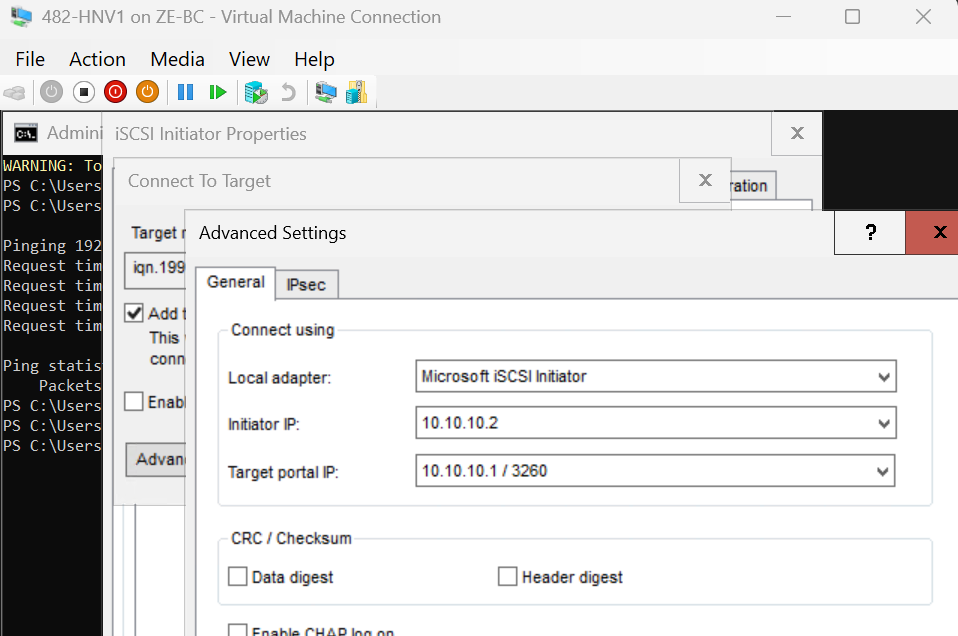 482-HNV1 on ZE-BC - Virtual Machine Connection
File Action Media View Help
Admini
iSCSI Initiator Properties
WARNING: To
PS C:\Users
PS C:\Users
Pinging 192
Request tim
Request tim
Request tim
Request tim
Ping statis
Packets
PS C:\Users
PS C:\Users
PS C:\Users
Connect To Target
ration
Target n
iqn.199
Add t
This
conn
Enabl
Advan
Advanced Settings
?
General IPsec
Connect using
Local adapter: Microsoft iSCSI Initiator
Initiator IP: 10.10.10.2
Target portal IP: 10.10.10.1 / 3260
CRC / Checksum
Data digest Header digest
Enable CHAP log on